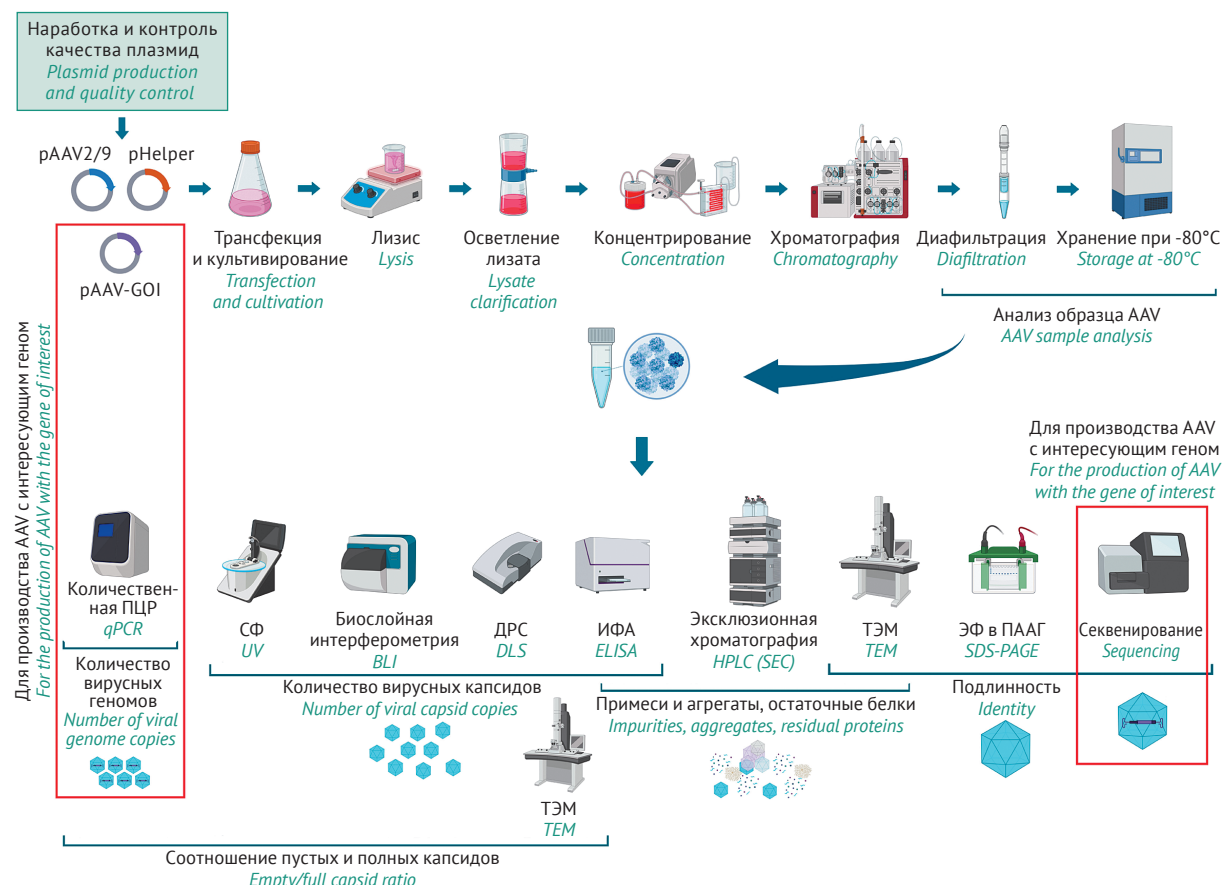 Наработка и контроль
качества плазмид
Plasmid production
and quality control
pAAV2/9
pHelper
pAAV-GOI
Трансфекция
и культивирование
Transfection
and cultivation
Лизис
Lysis
Осветление
лизата
Lysate
clarification
Концентрирование
Concentration
Хроматография
Chromatography
Диафильтрация
Diafiltration
Хранение при -80°C
Storage at -80°C
Анализ образца AAV
AAV sample analysis
Для производства AAV с интересующим геном
For the production of AAV with the gene of interest
Для производства AAV
с интересующим геном
For the production of AAV
with the gene of interest
Количествен-
ная ПЦР
qPCR
СФ
UV
Биослойная
интерферометрия
BLI
ДРС
DLS
ИФА
ELISA
Эксклюзионная
хроматография
HPLC (SEC)
ТЭМ
TEM
ЭФ в ПААГ
SDS-PAGE
Секвенирование
Sequencing
Количество
вирусных
геномов
Number of viral
genome copies
Количество вирусных капсидов
Number of viral capsid copies
Примеси и агрегаты, остаточные белки
Impurities, aggregates, residual proteins
Подлинность
Identity
ТЭМ
TEM
Соотношение пустых и полных капсидов
Empty/full capsid ratio